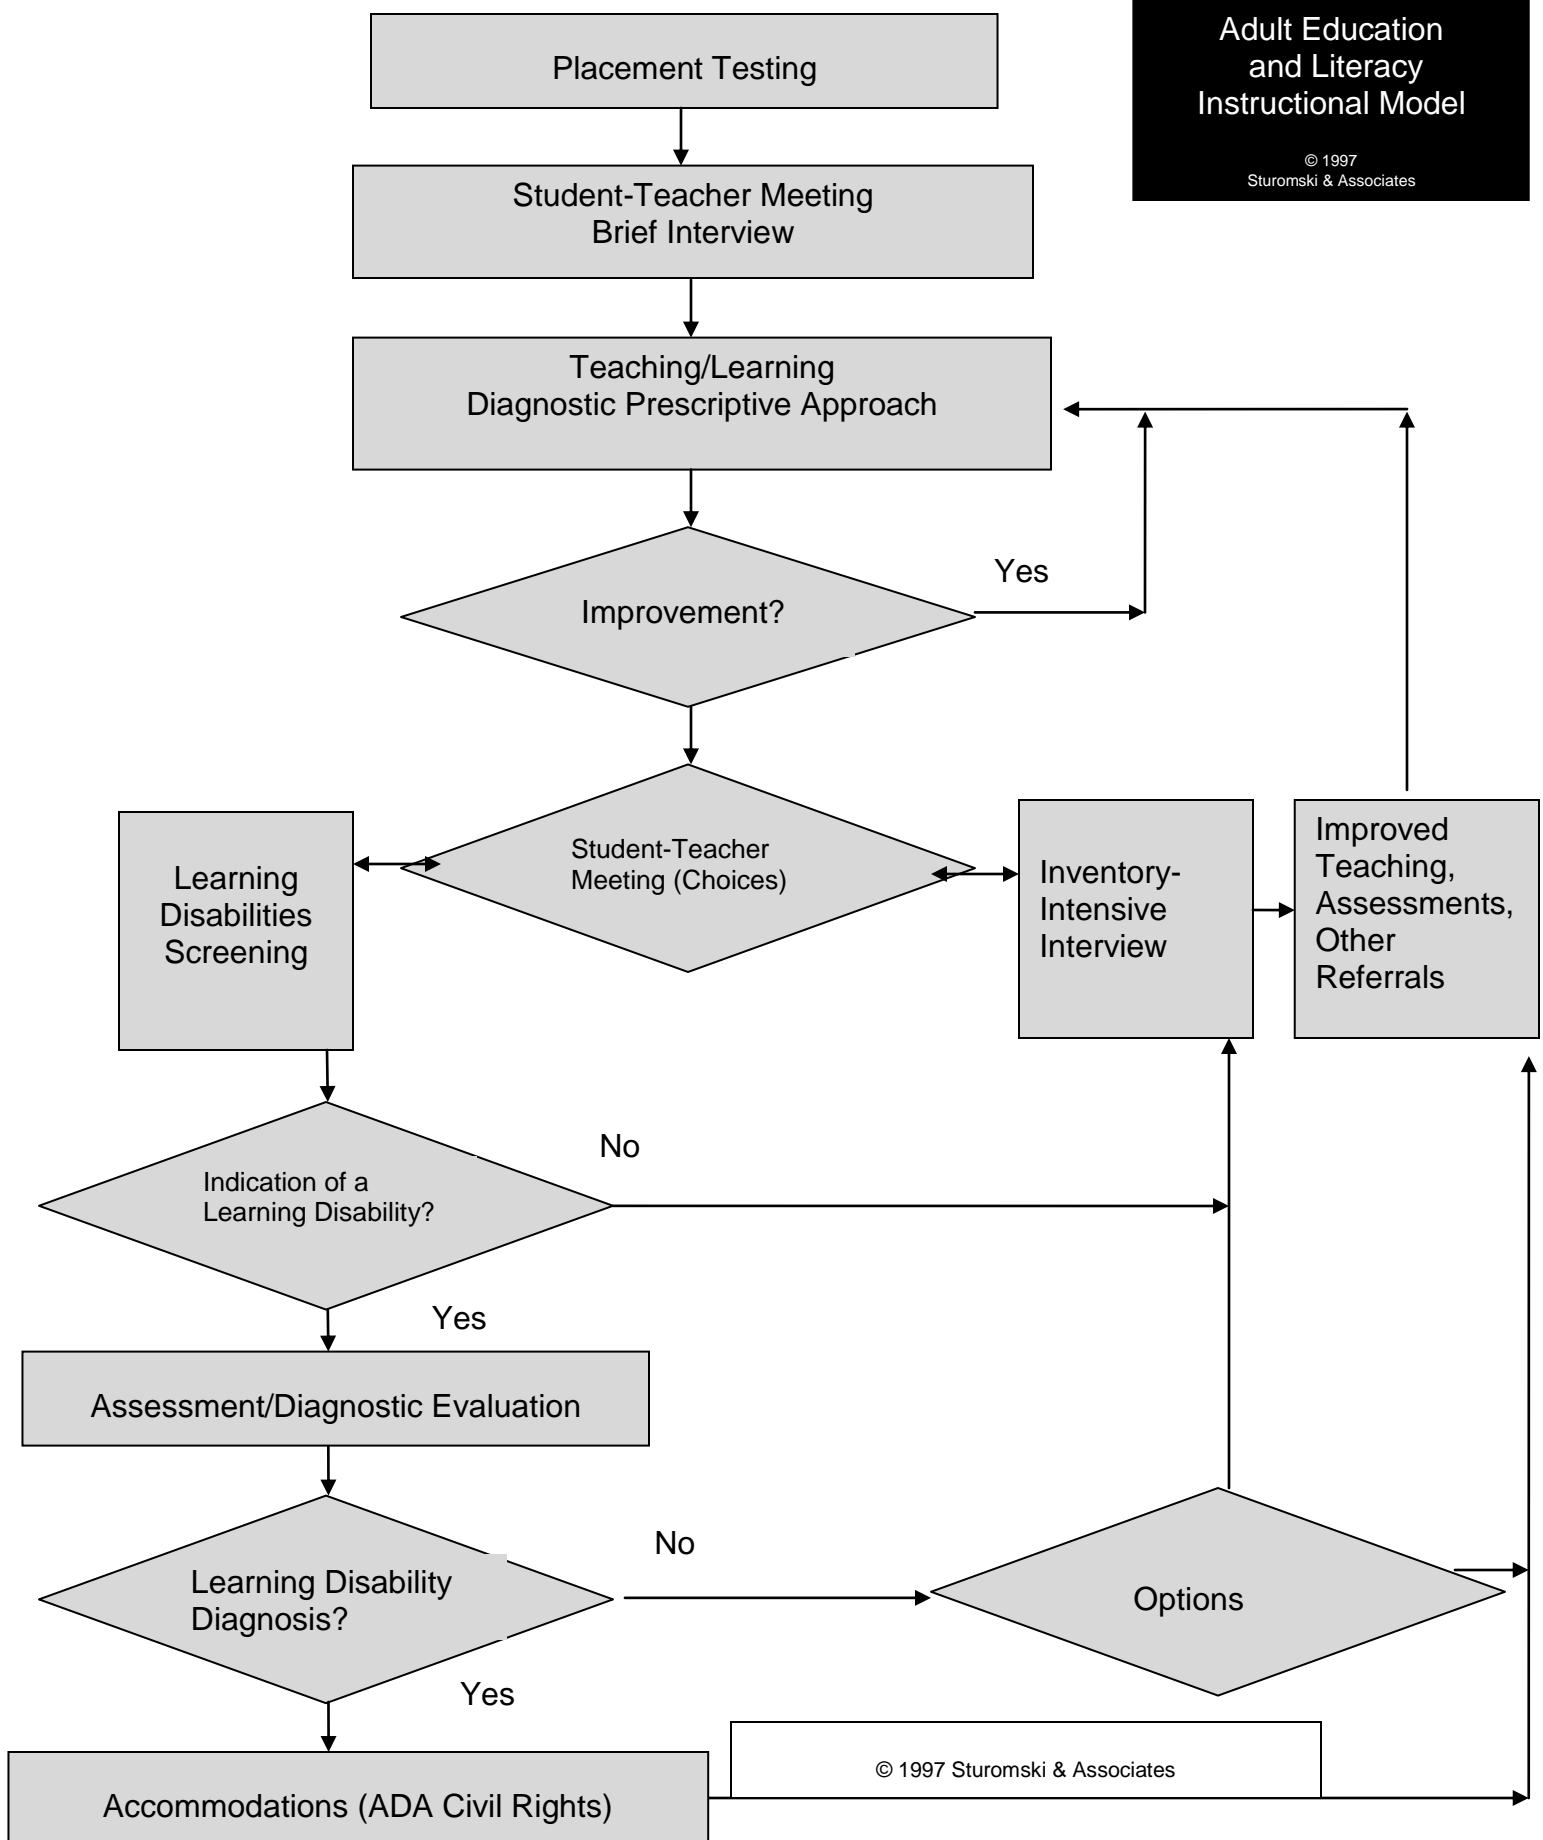 Placement Testing
Adult Education
and Literacy
Instructional Model
© 1997
Sturomski & Associates
Student-Teacher Meeting
Brief Interview
Teaching/Learning
Diagnostic Prescriptive Approach
Yes
Improvement?
Student-Teacher
Meeting (Choices)
Learning
Disabilities
Screening
Inventory-
Intensive
Interview
Improved
Teaching,
Assessments,
Other
Referrals
No
Indication of a
Learning Disability?
Yes
Assessment/Diagnostic Evaluation
No
Learning Disability
Diagnosis?
Options
Yes
© 1997 Sturomski & Associates
Accommodations (ADA Civil Rights)